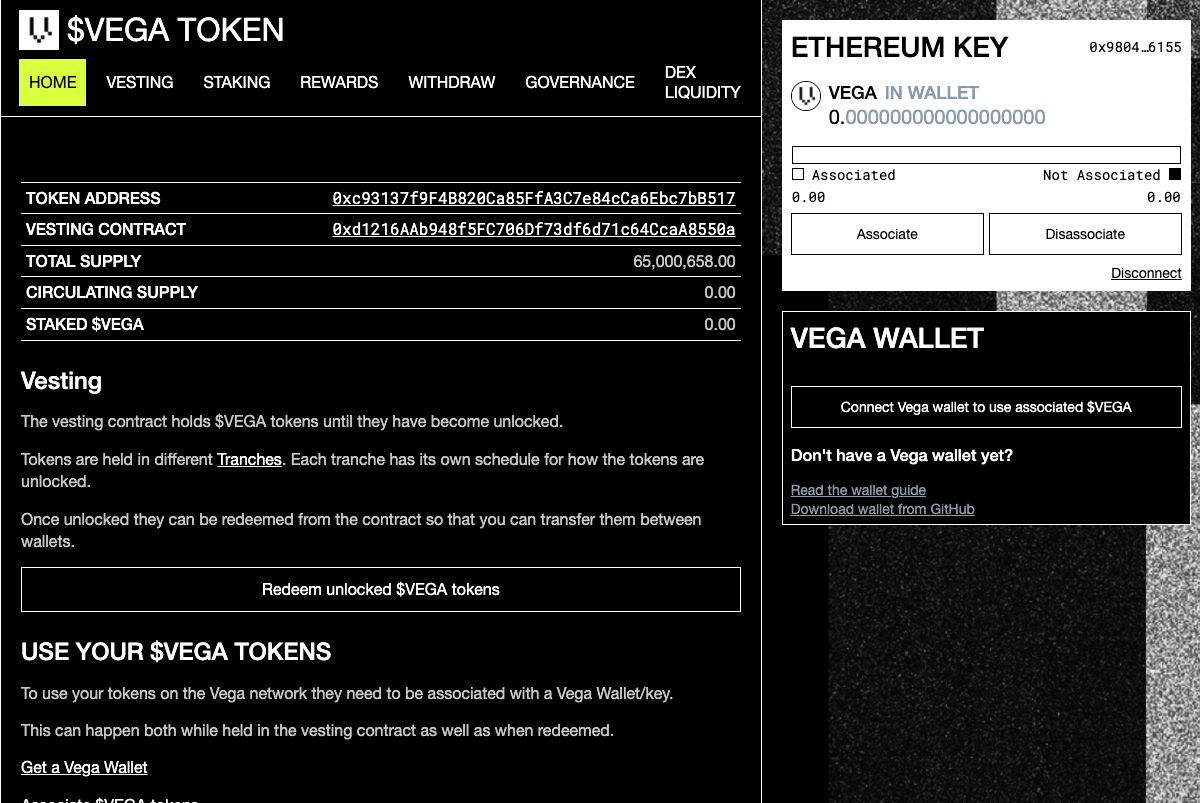 $VEGA TOKEN
HOME VESTING STAKING REWARDS WITHDRAW GOVERNANCE DEX LIQUIDITY
TOKEN ADDRESS 0xc93137f9F4B820Ca85FfA3C7e84cCa6Ebc7bB517
VESTING CONTRACT 0xd1216AAb948f5FC706Df73df6d71c64CcaA8550a
TOTAL SUPPLY 65,000,658.00
CIRCULATING SUPPLY 0.00
STAKED $VEGA 0.00
Vesting
The vesting contract holds $VEGA tokens until they have become unlocked.
Tokens are held in different Tranches. Each tranche has its own schedule for how the tokens are
unlocked.
Once unlocked they can be redeemed from the contract so that you can transfer them between
wallets.
Redeem unlocked $VEGA tokens
USE YOUR $VEGA TOKENS
To use your tokens on the Vega network they need to be associated with a Vega Wallet/key.
This can happen both while held in the vesting contract as well as when redeemed.
Get a Vega Wallet
Associate $VEGA tokens
ETHEREUM KEY 0x9804…6155
VEGA IN WALLET
0.000000000000000000
Associated Not Associated
0.00 0.00
Associate Disassociate
Disconnect
VEGA WALLET
Connect Vega wallet to use associated $VEGA
Don't have a Vega wallet yet?
Read the wallet guide
Download wallet from GitHub